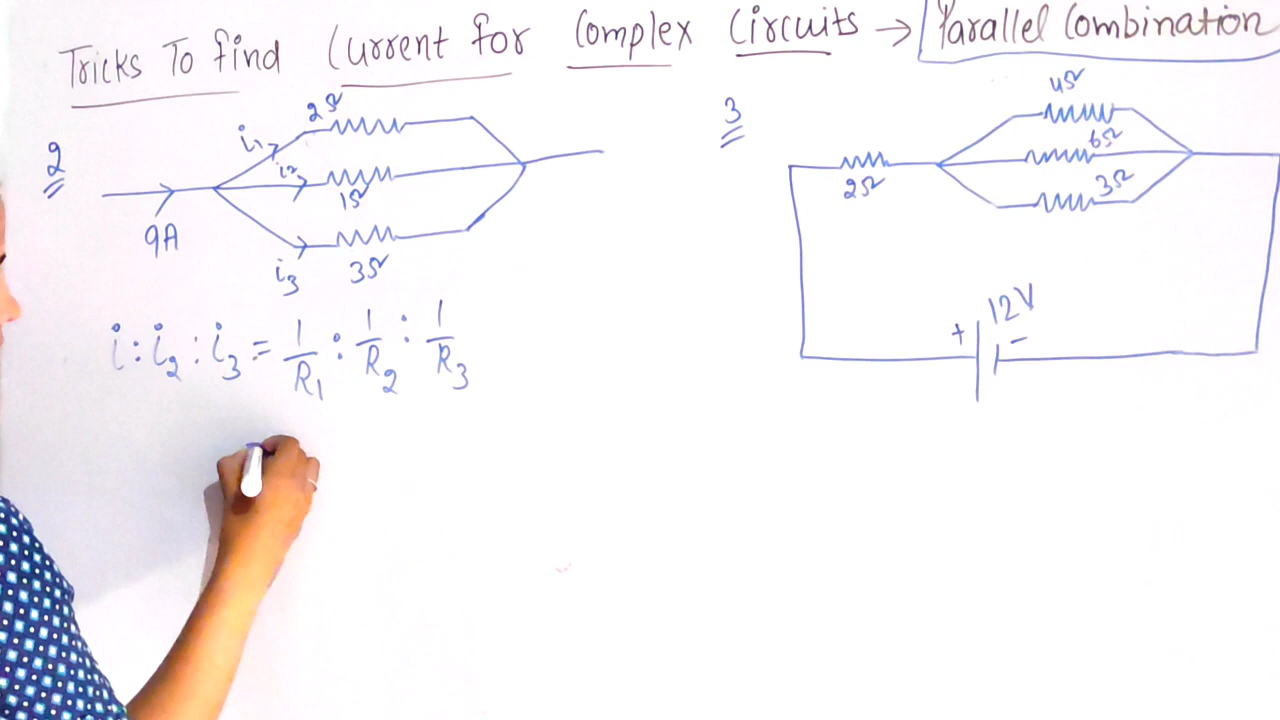 Tricks To find Current for Complex Circuits → Parallel Combination
2
9A
i₁
2Ω
i₂
1Ω
i₃
3Ω
i : i₂ : i₃ = 1/R₁ : 1/R₂ : 1/R₃
3
2Ω
4Ω
6Ω
3Ω
+ 12V −